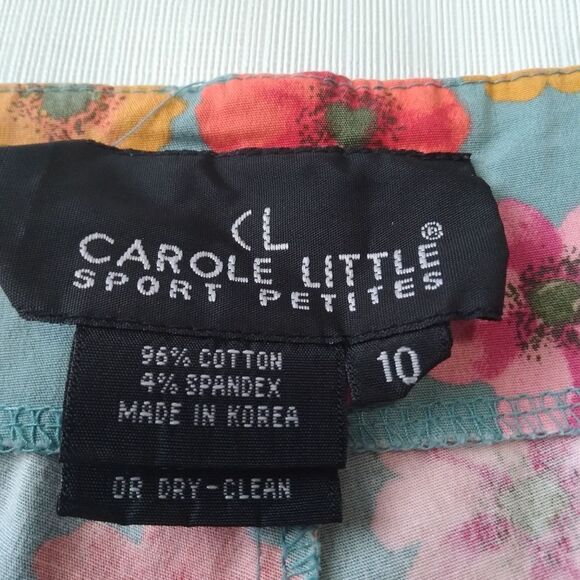 CL
CAROLE LITTLE®
SPORT PETITES
10
96% COTTON
4% SPANDEX
MADE IN KOREA
OR DRY-CLEAN